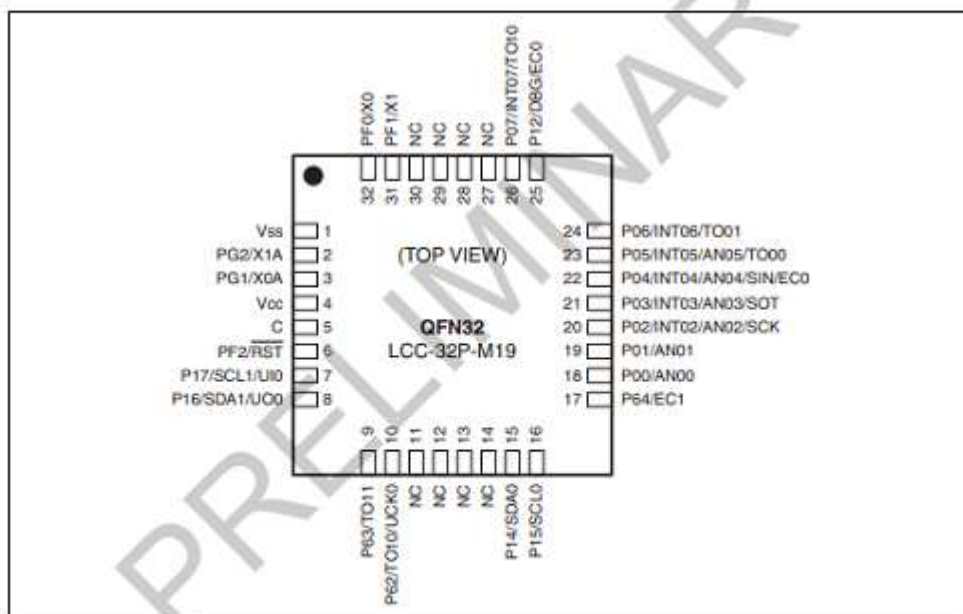 PRELIMINAR
PF0/X0
PF1/X1
NC
NC
NC
NC
P07/INT07/TO10
P12/DBG/EC0
32
31
30
29
28
27
26
25
Vss 1
PG2/X1A 2
PG1/X0A 3
Vcc 4
C 5
PF2/RST 6
P17/SCL1/UI0 7
P16/SDA1/UO0 8
(TOP VIEW)
QFN32
LCC-32P-M19
24 P06/INT06/TO01
23 P05/INT05/AN05/TO00
22 P04/INT04/AN04/SIN/EC0
21 P03/INT03/AN03/SOT
20 P02/INT02/AN02/SCK
19 P01/AN01
18 P00/AN00
17 P64/EC1
9
10
11
12
13
14
15
16
P63/TO11
P62/TO10/UCK0
NC
NC
NC
NC
P14/SDA0
P15/SCL0